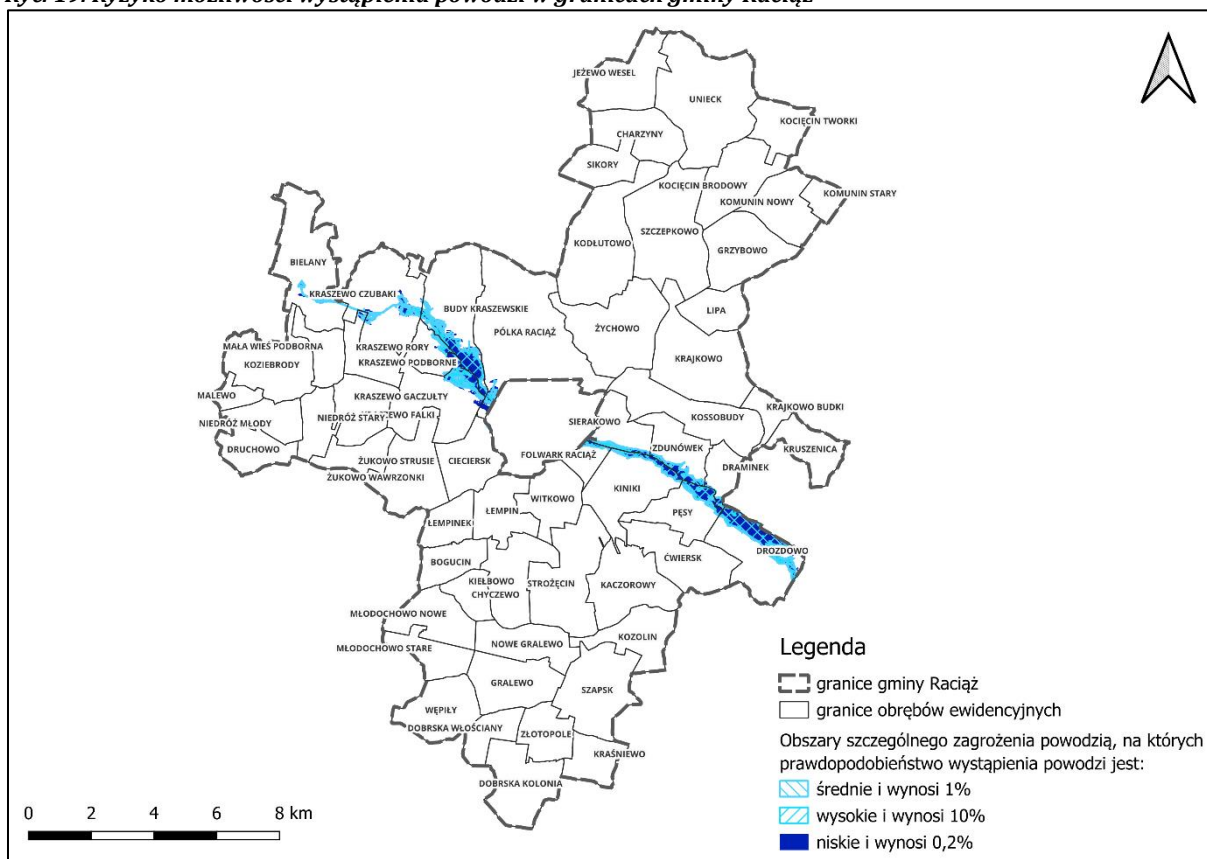 Ryc. 19. Ryzyko możliwości wystąpienia powodzi w granicach gminy Raciąż
JEŻEWO WESEL
UNIECK
KOCIĘCIN TWORKI
CHARZYNY
SIKORY
KOCIĘCIN BRODOWY
KOMUNIN STARY
KOMUNIN NOWY
SZCZEPKOWO
KODŁUTOWO
GRZYBOWO
BIELANY
KRASZEWO CZUBAKI
BUDY KRASZEWSKIE
LIPA
PÓLKA RACIĄŻ
ŻYCHOWO
MAŁA WIEŚ PODBORNA
KRASZEWO RORY
KOZIEBRODY
KRASZEWO PODBORNE
KRAJKOWO
MALEWO
KRASZEWO GACZUŁTY
KRAJKOWO BUDKI
NIEDRÓŻ STARY
FALKI
KOSSOBUDY
NIEDRÓŻ MŁODY
SIERAKOWO
DRUCHOWO
ZDUNÓWEK
KRUSZENICA
FOLWARK RACIĄŻ
ŻUKOWO STRUSIE
CIECIERSK
DRAMINEK
ŻUKOWO WAWRZONKI
KINIKI
WITKOWO
ŁEMPIN
PĘSY
ŁEMPINEK
DROZDOWO
ĆWIERSK
BOGUCIN
KIEŁBOWO
STROŻĘCIN
KACZOROWY
CHYCZEWO
MŁODOCHOWO NOWE
KOZOLIN
NOWE GRALEWO
MŁODOCHOWO STARE
GRALEWO
SZAPSK
WĘPIŁY
DOBRSKA WŁOŚCIANY
ZŁOTOPOLE
KRAŚNIEWO
DOBRSKA KOLONIA
Legenda
granice gminy Raciąż
granice obrębów ewidencyjnych
Obszary szczególnego zagrożenia powodzią, na których
prawdopodobieństwo wystąpienia powodzi jest:
średnie i wynosi 1%
wysokie i wynosi 10%
niskie i wynosi 0,2%
0 2 4 6 8 km